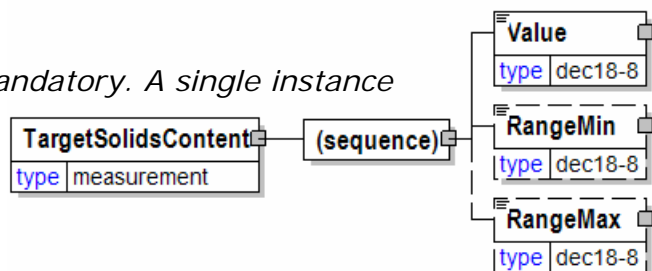 Value
type dec18-8
andatory. A single instance
RangeMin
type dec18-8
TargetSolidsContent
type measurement
(sequence)
RangeMax
type dec18-8